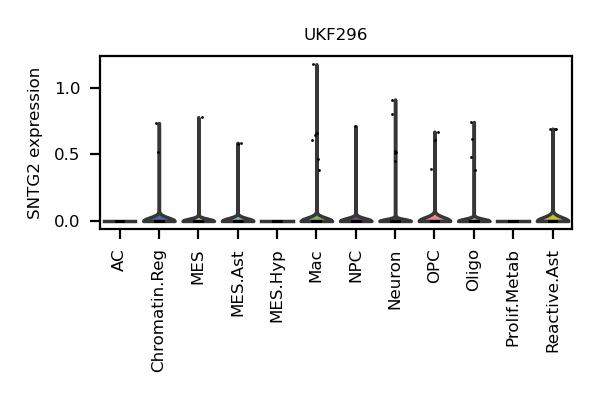 UKF296
SNTG2 expression
1.0
0.5
0.0
AC
Chromatin.Reg
MES
MES.Ast
MES.Hyp
Mac
NPC
Neuron
OPC
Oligo
Prolif.Metab
Reactive.Ast